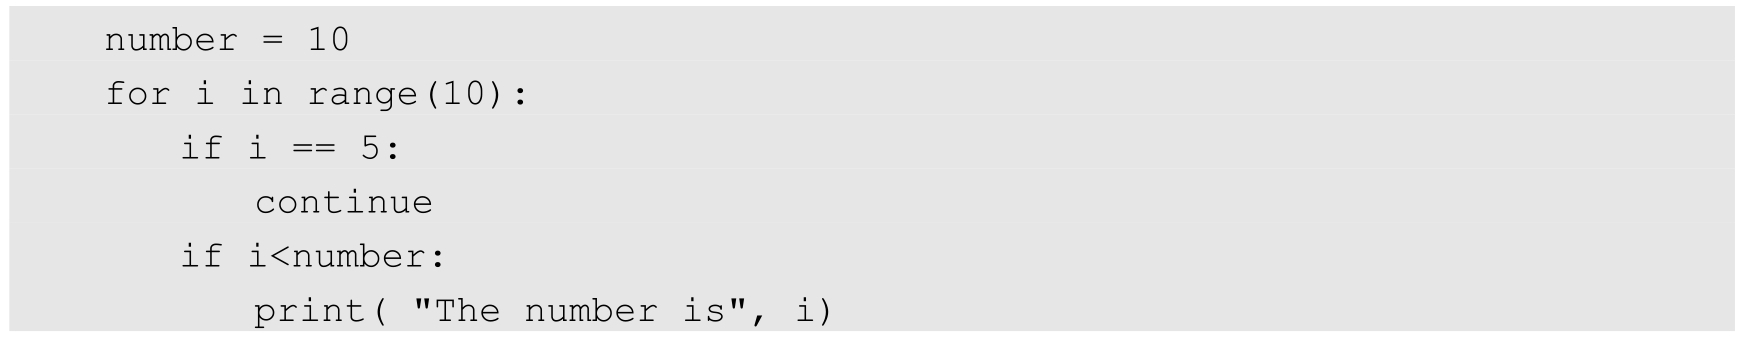 number = 10
for i in range(10):
if i == 5:
continue
if i<number:
print( "The number is", i)